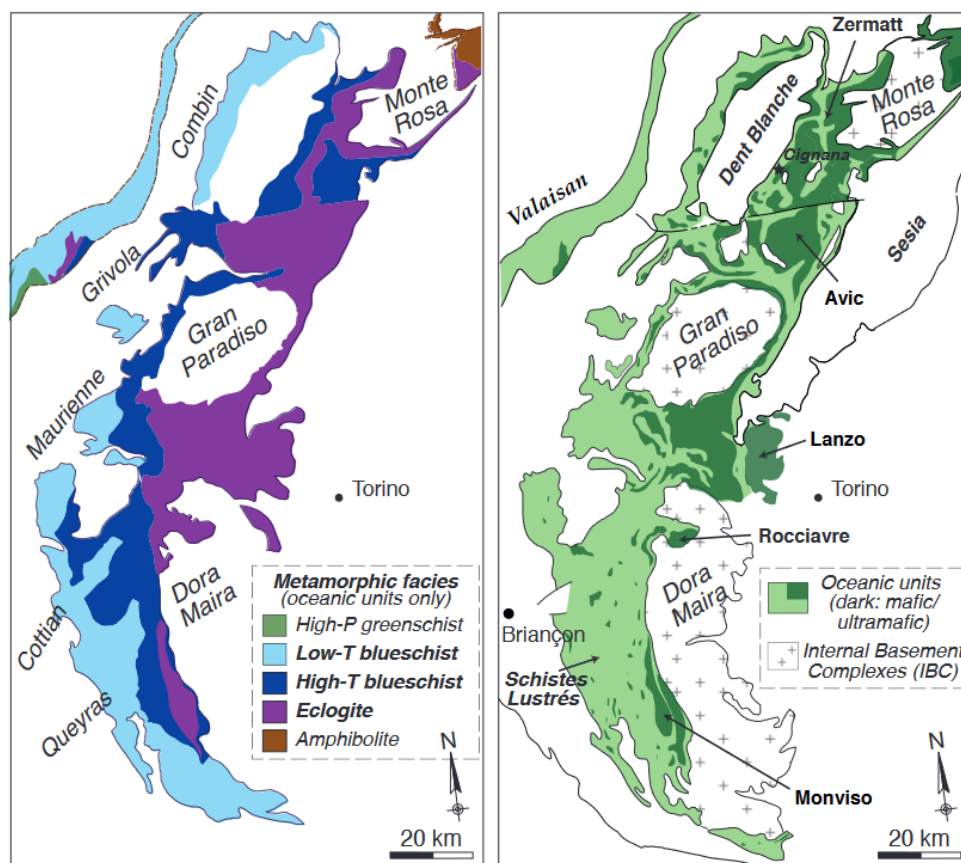 Combin
Monte
Rosa
Grivola
Gran
Paradiso
Maurienne
Torino
Dora
Maira
Cottian
Queyras
Metamorphic facies
(oceanic units only)
High-P greenschist
Low-T blueschist
High-T blueschist
Eclogite
Amphibolite
N
20 km
Zermatt
Monte
Rosa
Dent Blanche
Cignana
Valaisan
Sesia
Avic
Gran
Paradiso
Lanzo
Torino
Rocciavre
Dora
Maira
Briançon
Schistes
Lustrés
Oceanic units
(dark: mafic/
ultramafic)
Internal Basement
Complexes (IBC)
Monviso
N
20 km